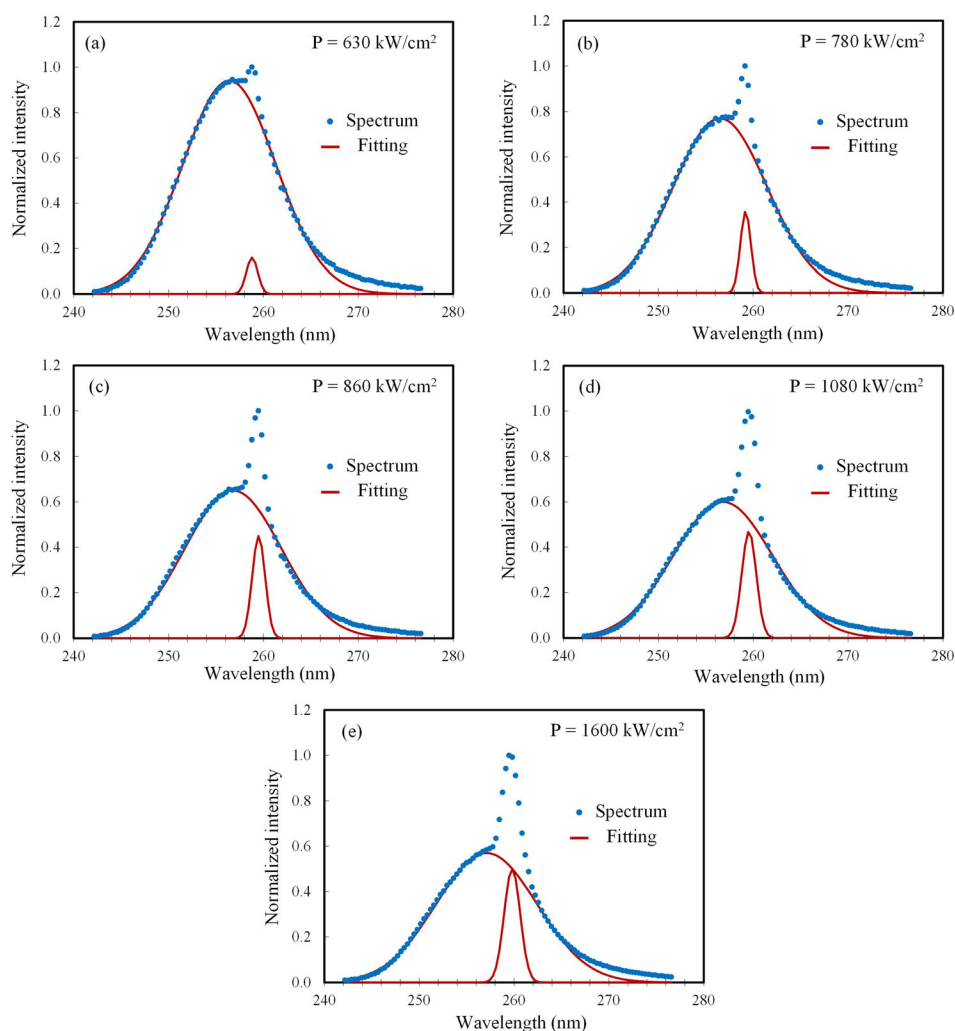 (a)
P = 630 kW/cm²
Normalized intensity
1.2
1.0
0.8
0.6
0.4
0.2
0.0
Spectrum
Fitting
240 250 260 270 280
Wavelength (nm)
(b)
P = 780 kW/cm²
Normalized intensity
1.2
1.0
0.8
0.6
0.4
0.2
0.0
Spectrum
Fitting
240 250 260 270 280
Wavelength (nm)
(c)
P = 860 kW/cm²
Normalized intensity
1.2
1.0
0.8
0.6
0.4
0.2
0.0
Spectrum
Fitting
240 250 260 270 280
Wavelength (nm)
(d)
P = 1080 kW/cm²
Normalized intensity
1.2
1.0
0.8
0.6
0.4
0.2
0.0
Spectrum
Fitting
240 250 260 270 280
Wavelength (nm)
(e)
P = 1600 kW/cm²
Normalized intensity
1.2
1.0
0.8
0.6
0.4
0.2
0.0
Spectrum
Fitting
240 250 260 270 280
Wavelength (nm)